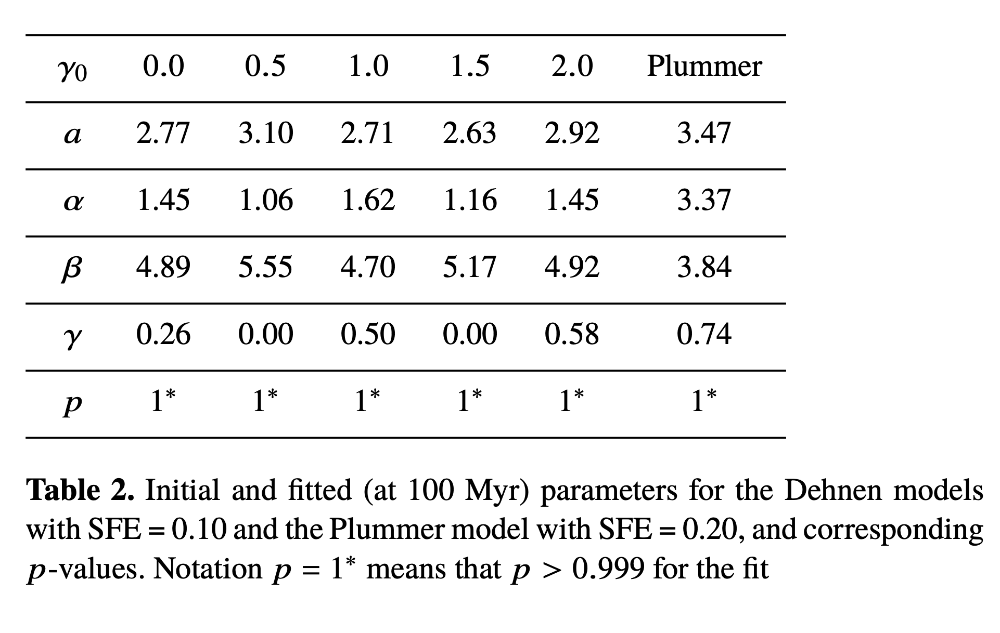 γ0 0.0 0.5 1.0 1.5 2.0 Plummer
a 2.77 3.10 2.71 2.63 2.92 3.47
α 1.45 1.06 1.62 1.16 1.45 3.37
β 4.89 5.55 4.70 5.17 4.92 3.84
γ 0.26 0.00 0.50 0.00 0.58 0.74
p 1* 1* 1* 1* 1* 1*
Table 2. Initial and fitted (at 100 Myr) parameters for the Dehnen models
with SFE = 0.10 and the Plummer model with SFE = 0.20, and corresponding
p-values. Notation p = 1* means that p > 0.999 for the fit